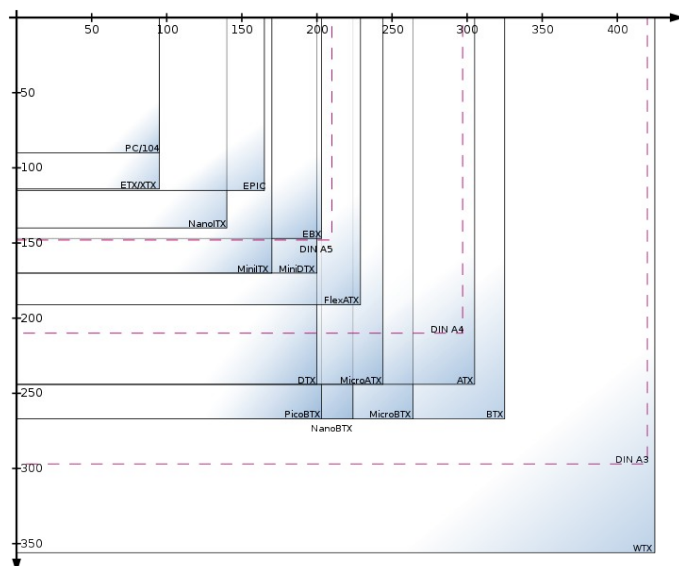 50 100 150 200 250 300 350 400
50
PC/104
100
ETX/XTX EPIC
NanoITX
EBX
150
DIN A5
MiniITX MiniDTX
FlexATX
200
DIN A4
DTX MicroATX ATX
250
PicoBTX MicroBTX BTX
NanoBTX
DIN A3
300
350
WTX